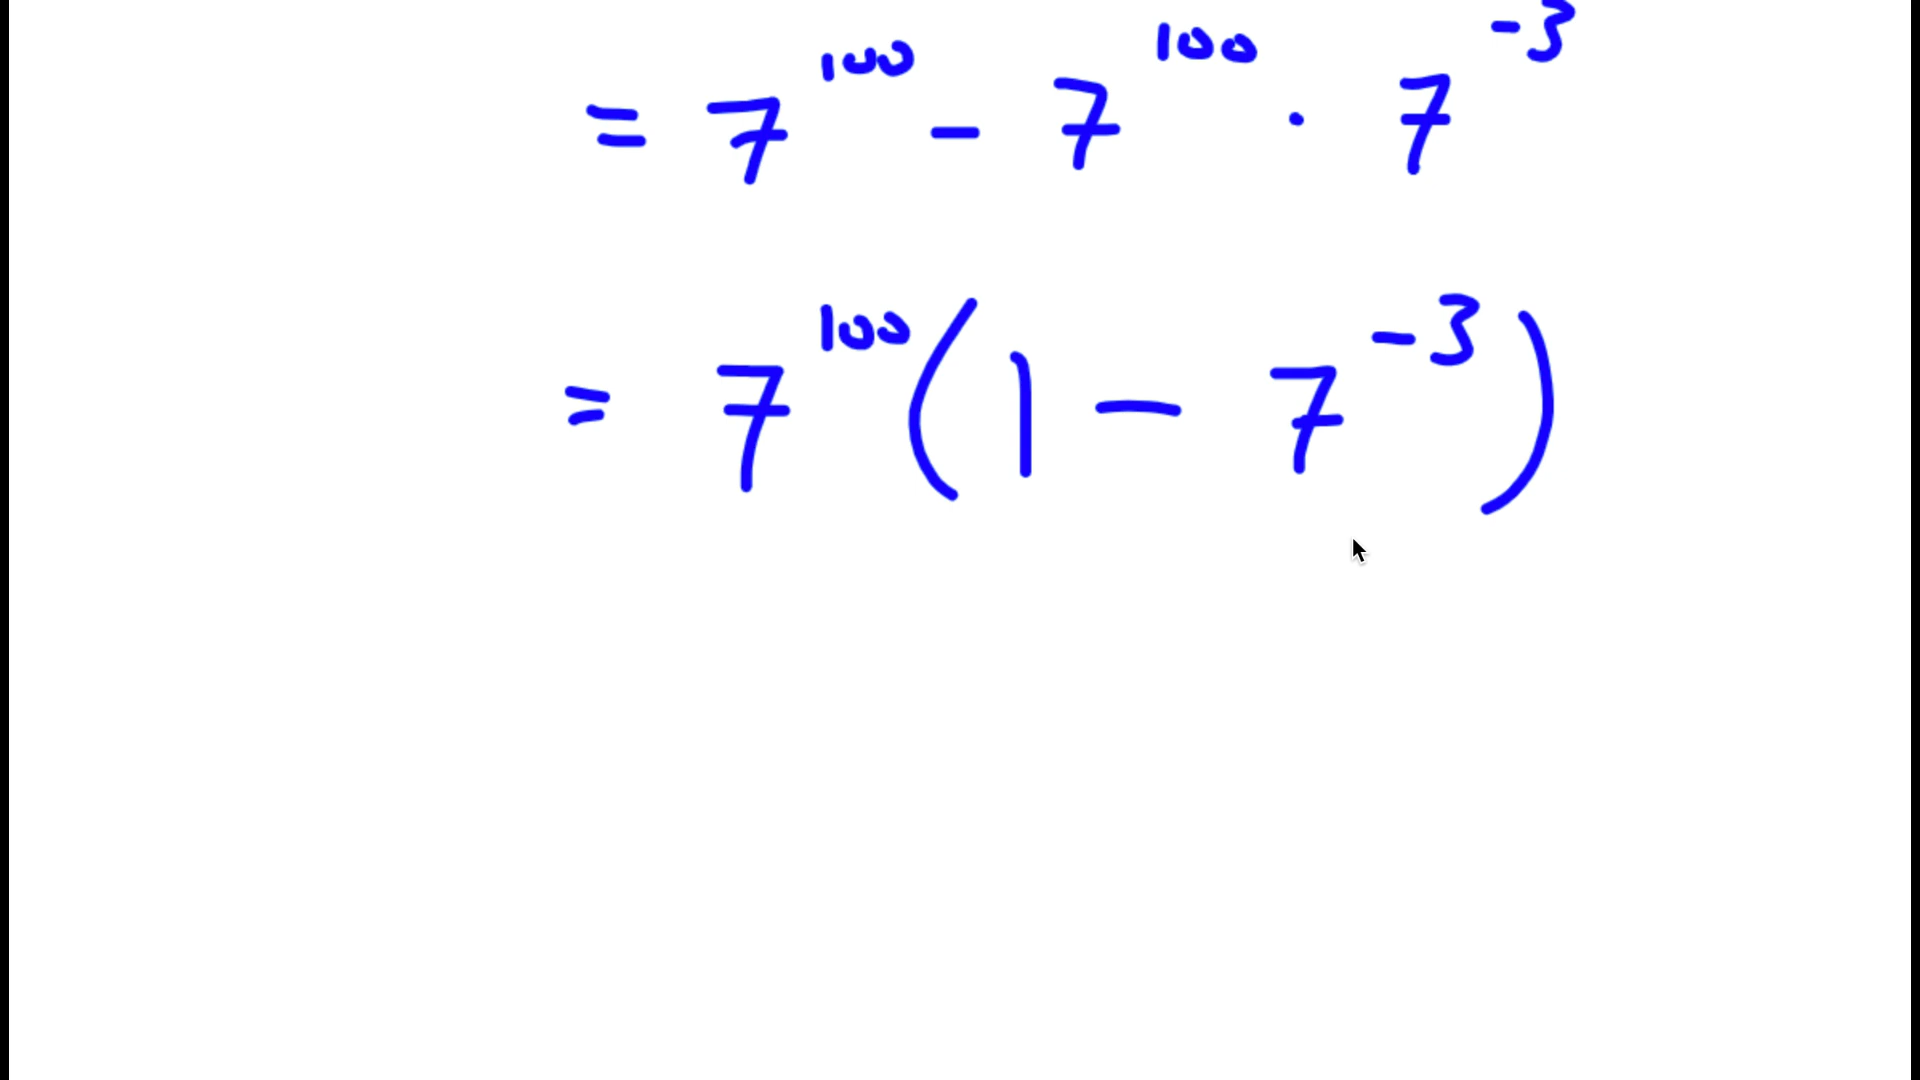 = 7^100 - 7^100 · 7^-3
= 7^100 (1 - 7^-3)